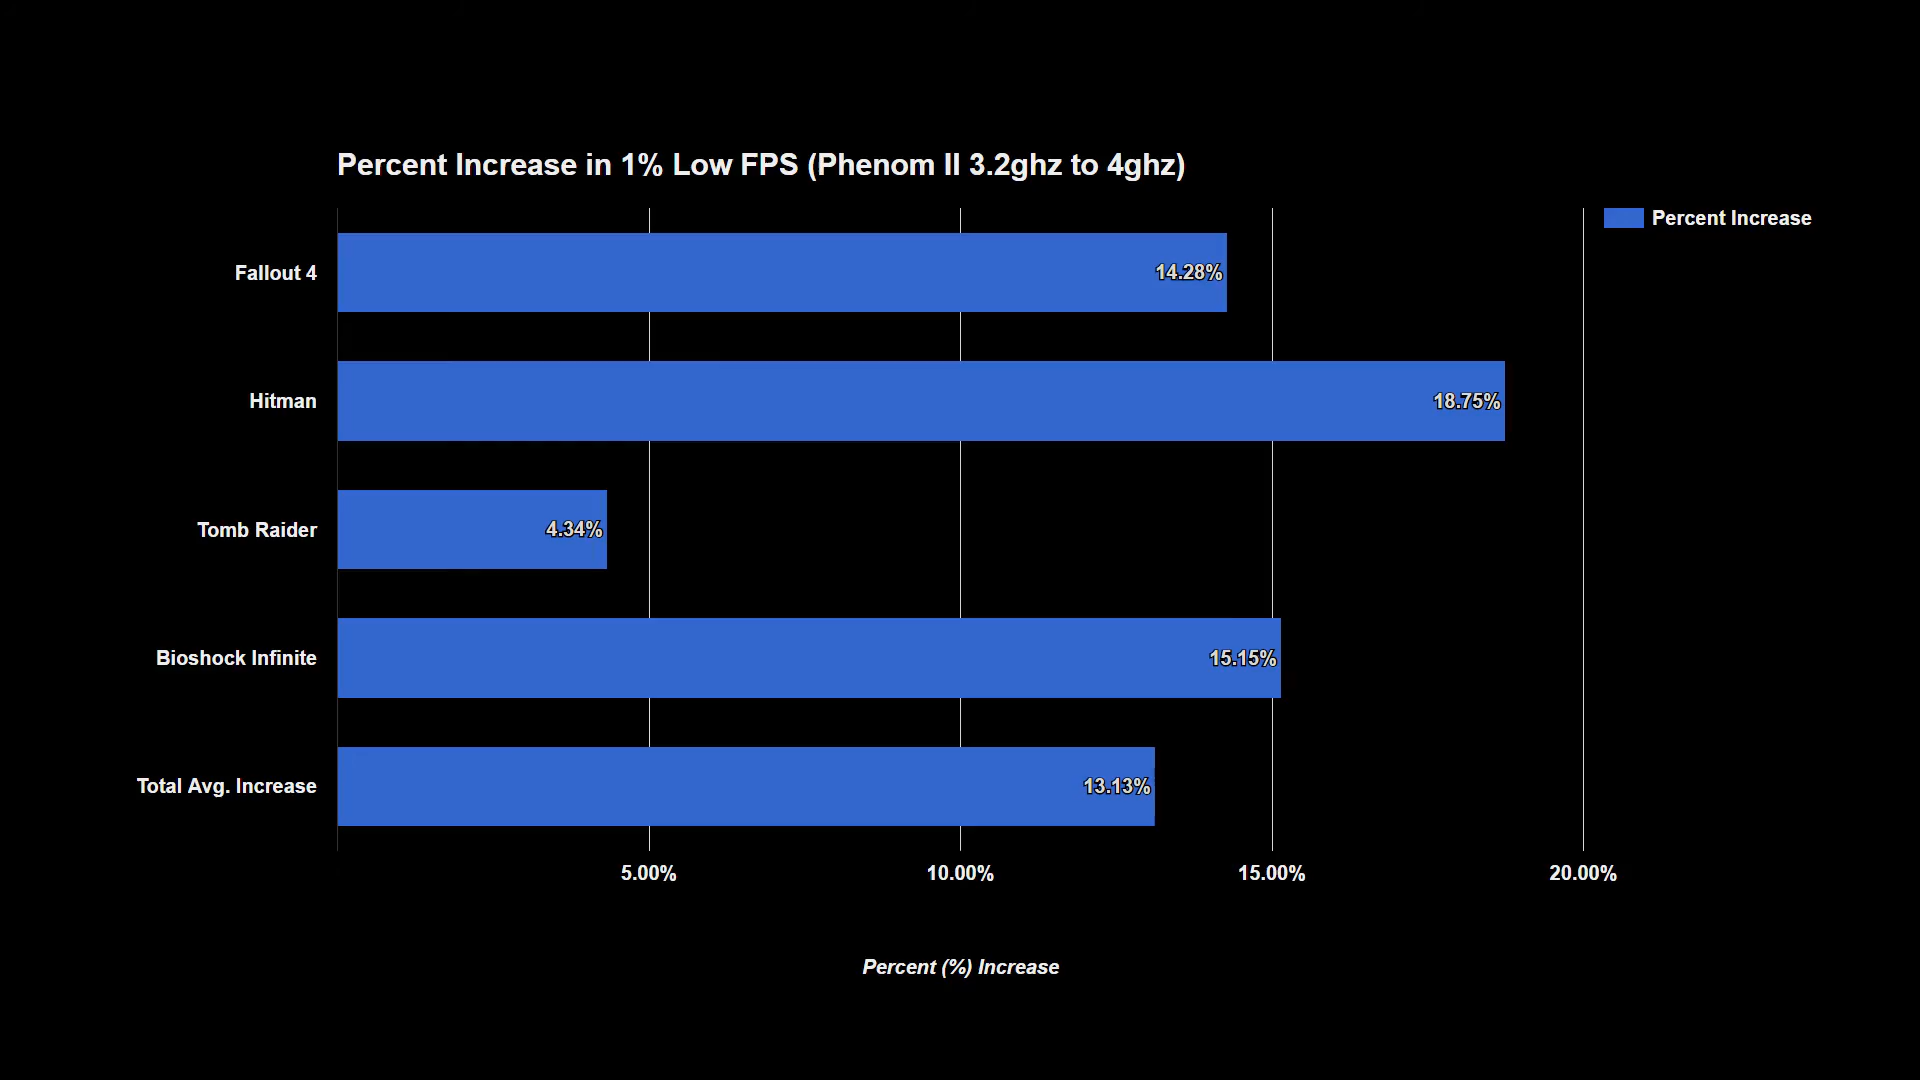 Percent Increase in 1% Low FPS (Phenom II 3.2ghz to 4ghz)
Percent Increase
Fallout 4
14.28%
Hitman
18.75%
Tomb Raider
4.34%
Bioshock Infinite
15.15%
Total Avg. Increase
13.13%
5.00%
10.00%
15.00%
20.00%
Percent (%) Increase